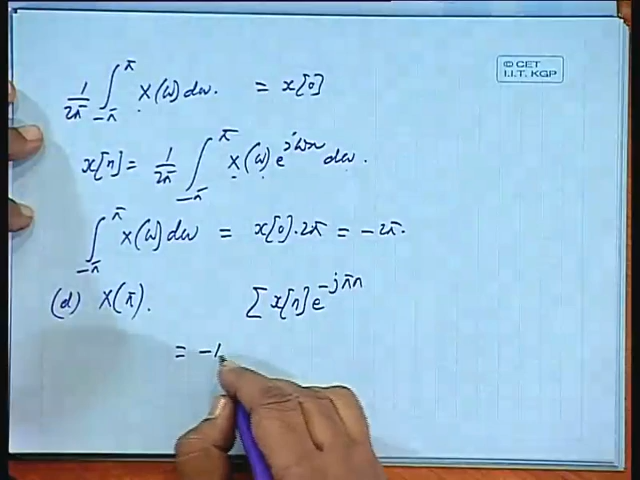 © CET
I.I.T. KGP
1/2π ∫_{-π}^{π} X(ω)dω. = x[0]
x[n] = 1/2π ∫_{-π}^{π} X(ω) e^{jωn} dω.
∫_{-π}^{π} X(ω)dω = x[0].2π = -2π.
(d) X(π). Σ x[n] e^{-jπn}
= -1